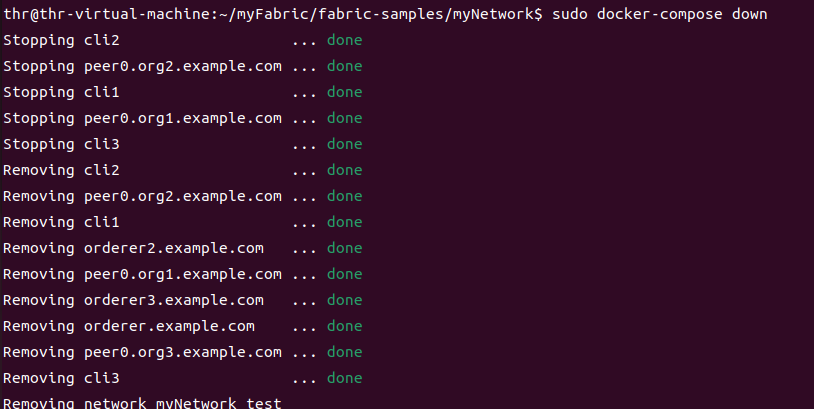 thr@thr-virtual-machine:~/myFabric/fabric-samples/myNetwork$ sudo docker-compose down
Stopping cli2                   ... done
Stopping peer0.org2.example.com ... done
Stopping cli1                   ... done
Stopping peer0.org1.example.com ... done
Stopping cli3                   ... done
Removing cli2                   ... done
Removing peer0.org2.example.com ... done
Removing cli1                   ... done
Removing orderer2.example.com   ... done
Removing peer0.org1.example.com ... done
Removing orderer3.example.com   ... done
Removing orderer.example.com    ... done
Removing peer0.org3.example.com ... done
Removing cli3                   ... done
Removing network myNetwork_test